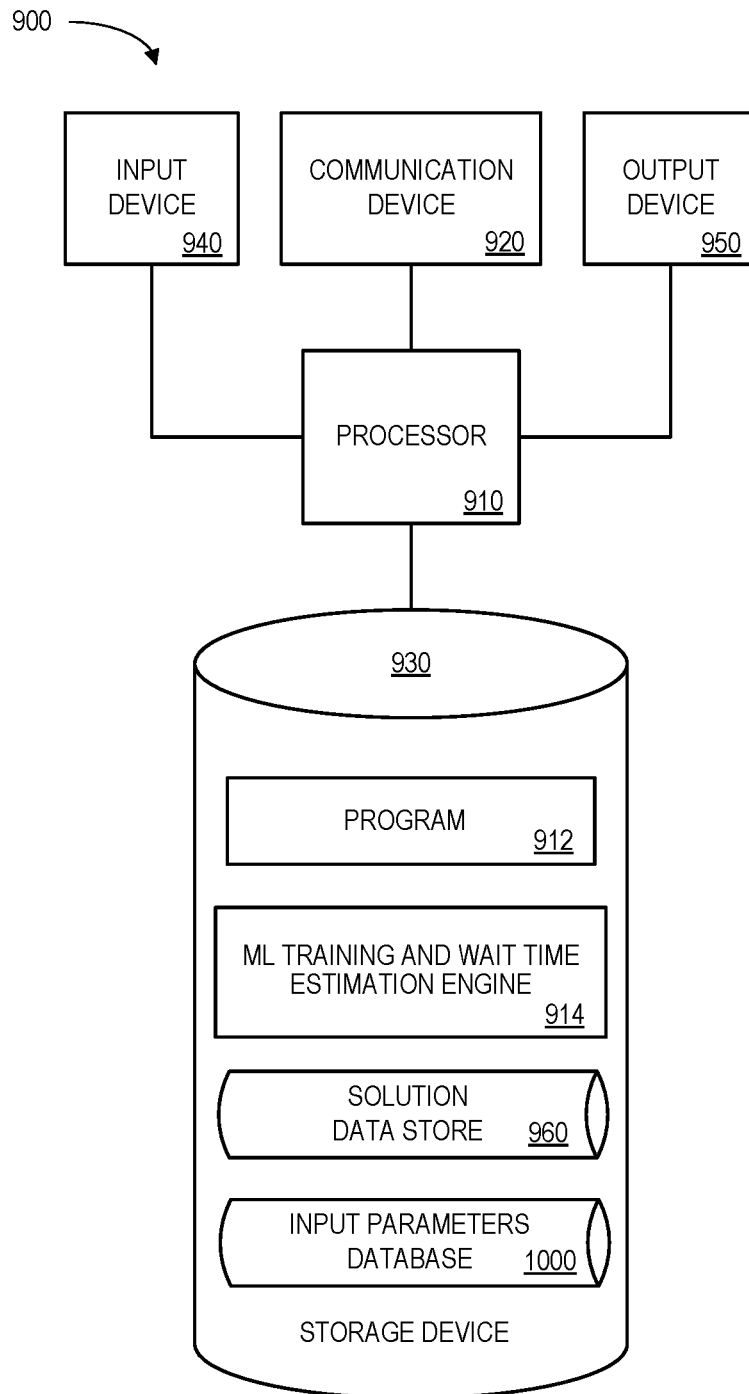 900
INPUT
DEVICE
940
COMMUNICATION
DEVICE
920
OUTPUT
DEVICE
950
PROCESSOR
910
930
PROGRAM
912
ML TRAINING AND WAIT TIME
ESTIMATION ENGINE
914
SOLUTION
DATA STORE 960
INPUT PARAMETERS
DATABASE 1000
STORAGE DEVICE